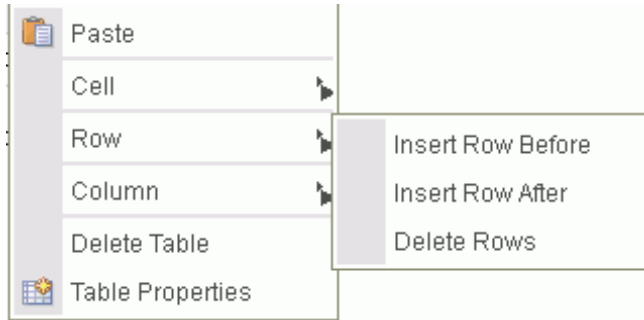 Paste
Cell
Row
Column
Delete Table
Table Properties
Insert Row Before
Insert Row After
Delete Rows